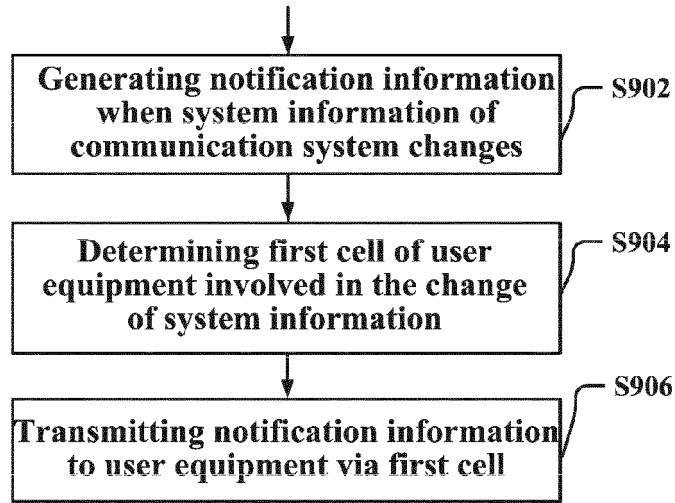 Generating notification information
when system information of
communication system changes
S902
Determining first cell of user
equipment involved in the change
of system information
S904
Transmitting notification information
to user equipment via first cell
S906